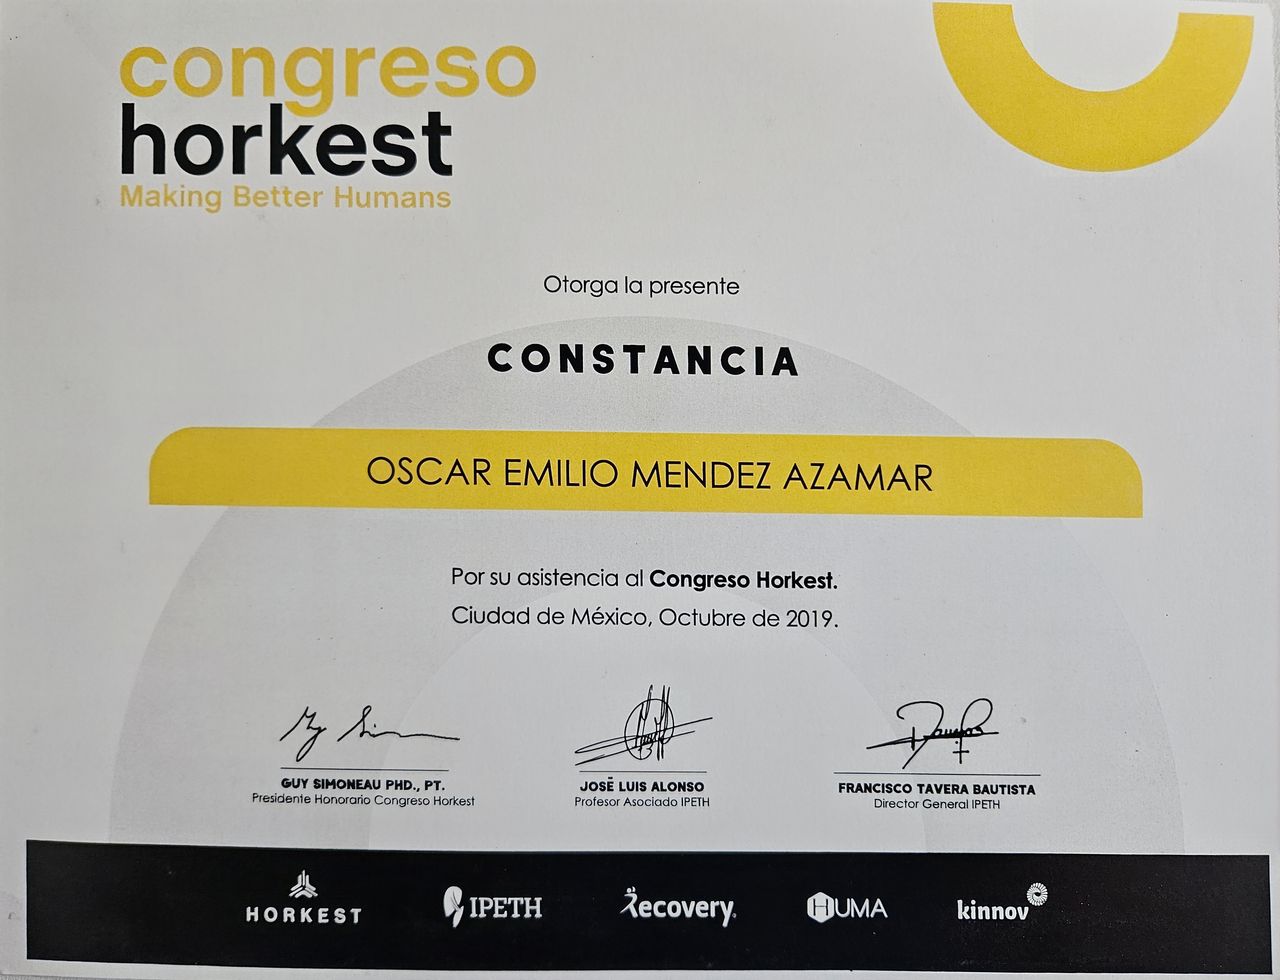 congreso
horkest
Making Better Humans
Otorga la presente
CONSTANCIA
OSCAR EMILIO MENDEZ AZAMAR
Por su asistencia al Congreso Horkest.
Ciudad de México, Octubre de 2019.
GUY SIMONEAU PHD., PT.
Presidente Honorario Congreso Horkest
JOSÉ LUIS ALONSO
Profesor Asociado IPETH
FRANCISCO TAVERA BAUTISTA
Director General IPETH
HORKEST
IPETH
Recovery
HUMA
kinnov